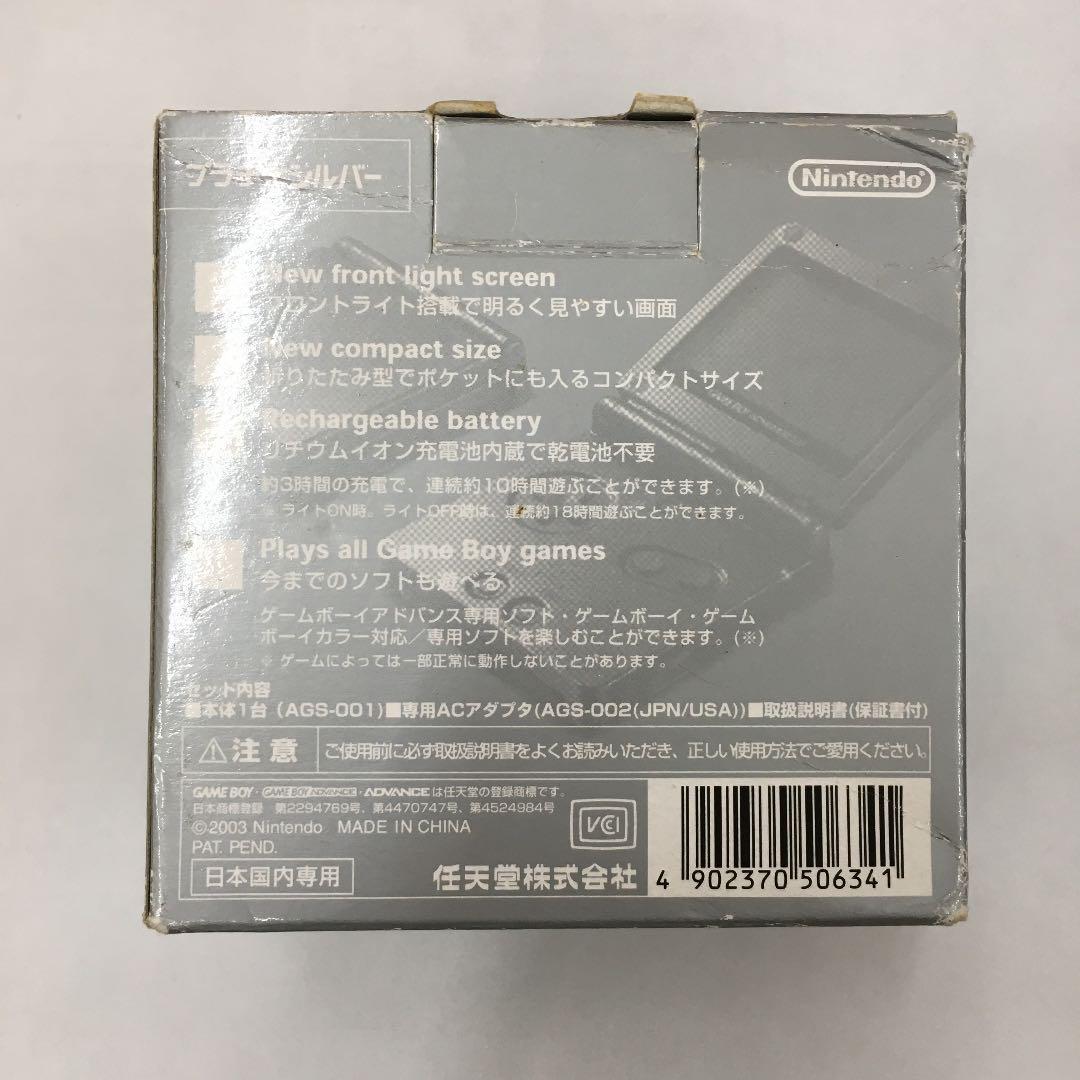 プラチナシルバー
Nintendo
New front light screen
フロントライト搭載で明るく見やすい画面
New compact size
折りたたみ型でポケットにも入るコンパクトサイズ
Rechargeable battery
リチウムイオン充電池内蔵で乾電池不要
約3時間の充電で、連続約10時間遊ぶことができます。(※)
※ ライトON時。ライトOFF時は、連続約18時間遊ぶことができます。
Plays all Game Boy games
今までのソフトも遊べる
ゲームボーイアドバンス専用ソフト・ゲームボーイ・ゲーム
ボーイカラー対応／専用ソフトを楽しむことができます。(※)
※ ゲームによっては一部正常に動作しないことがあります。
セット内容
■本体1台（AGS-001)■専用ACアダプタ(AGS-002(JPN/USA))■取扱説明書(保証書付)
⚠注意 ご使用前に必ず取扱説明書をよくお読みいただき、正しい使用方法でご愛用ください。
GAME BOY・GAME BOY ADVANCE・ADVANCE は任天堂の登録商標です。
日本商標登録 第2294769号、第4470747号、第4524984号
©2003 Nintendo MADE IN CHINA
PAT. PEND.
VCCI
日本国内専用
任天堂株式会社
4 902370 506341